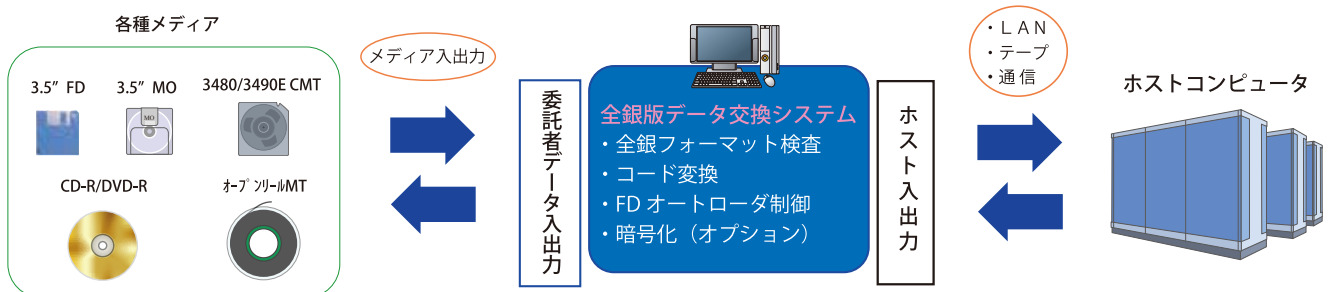 各種メディア
3.5” FD
3.5” MO
3480/3490E CMT
MO
CD-R/DVD-R
ｵｰﾌﾟﾝﾘｰﾙMT
メディア入出力
委託者データ入出力
全銀版データ交換システム
・全銀フォーマット検査
・コード変換
・FD オートローダ制御
・暗号化（オプション）
ホスト入出力
・ＬＡＮ
・テープ
・通信
ホストコンピュータ